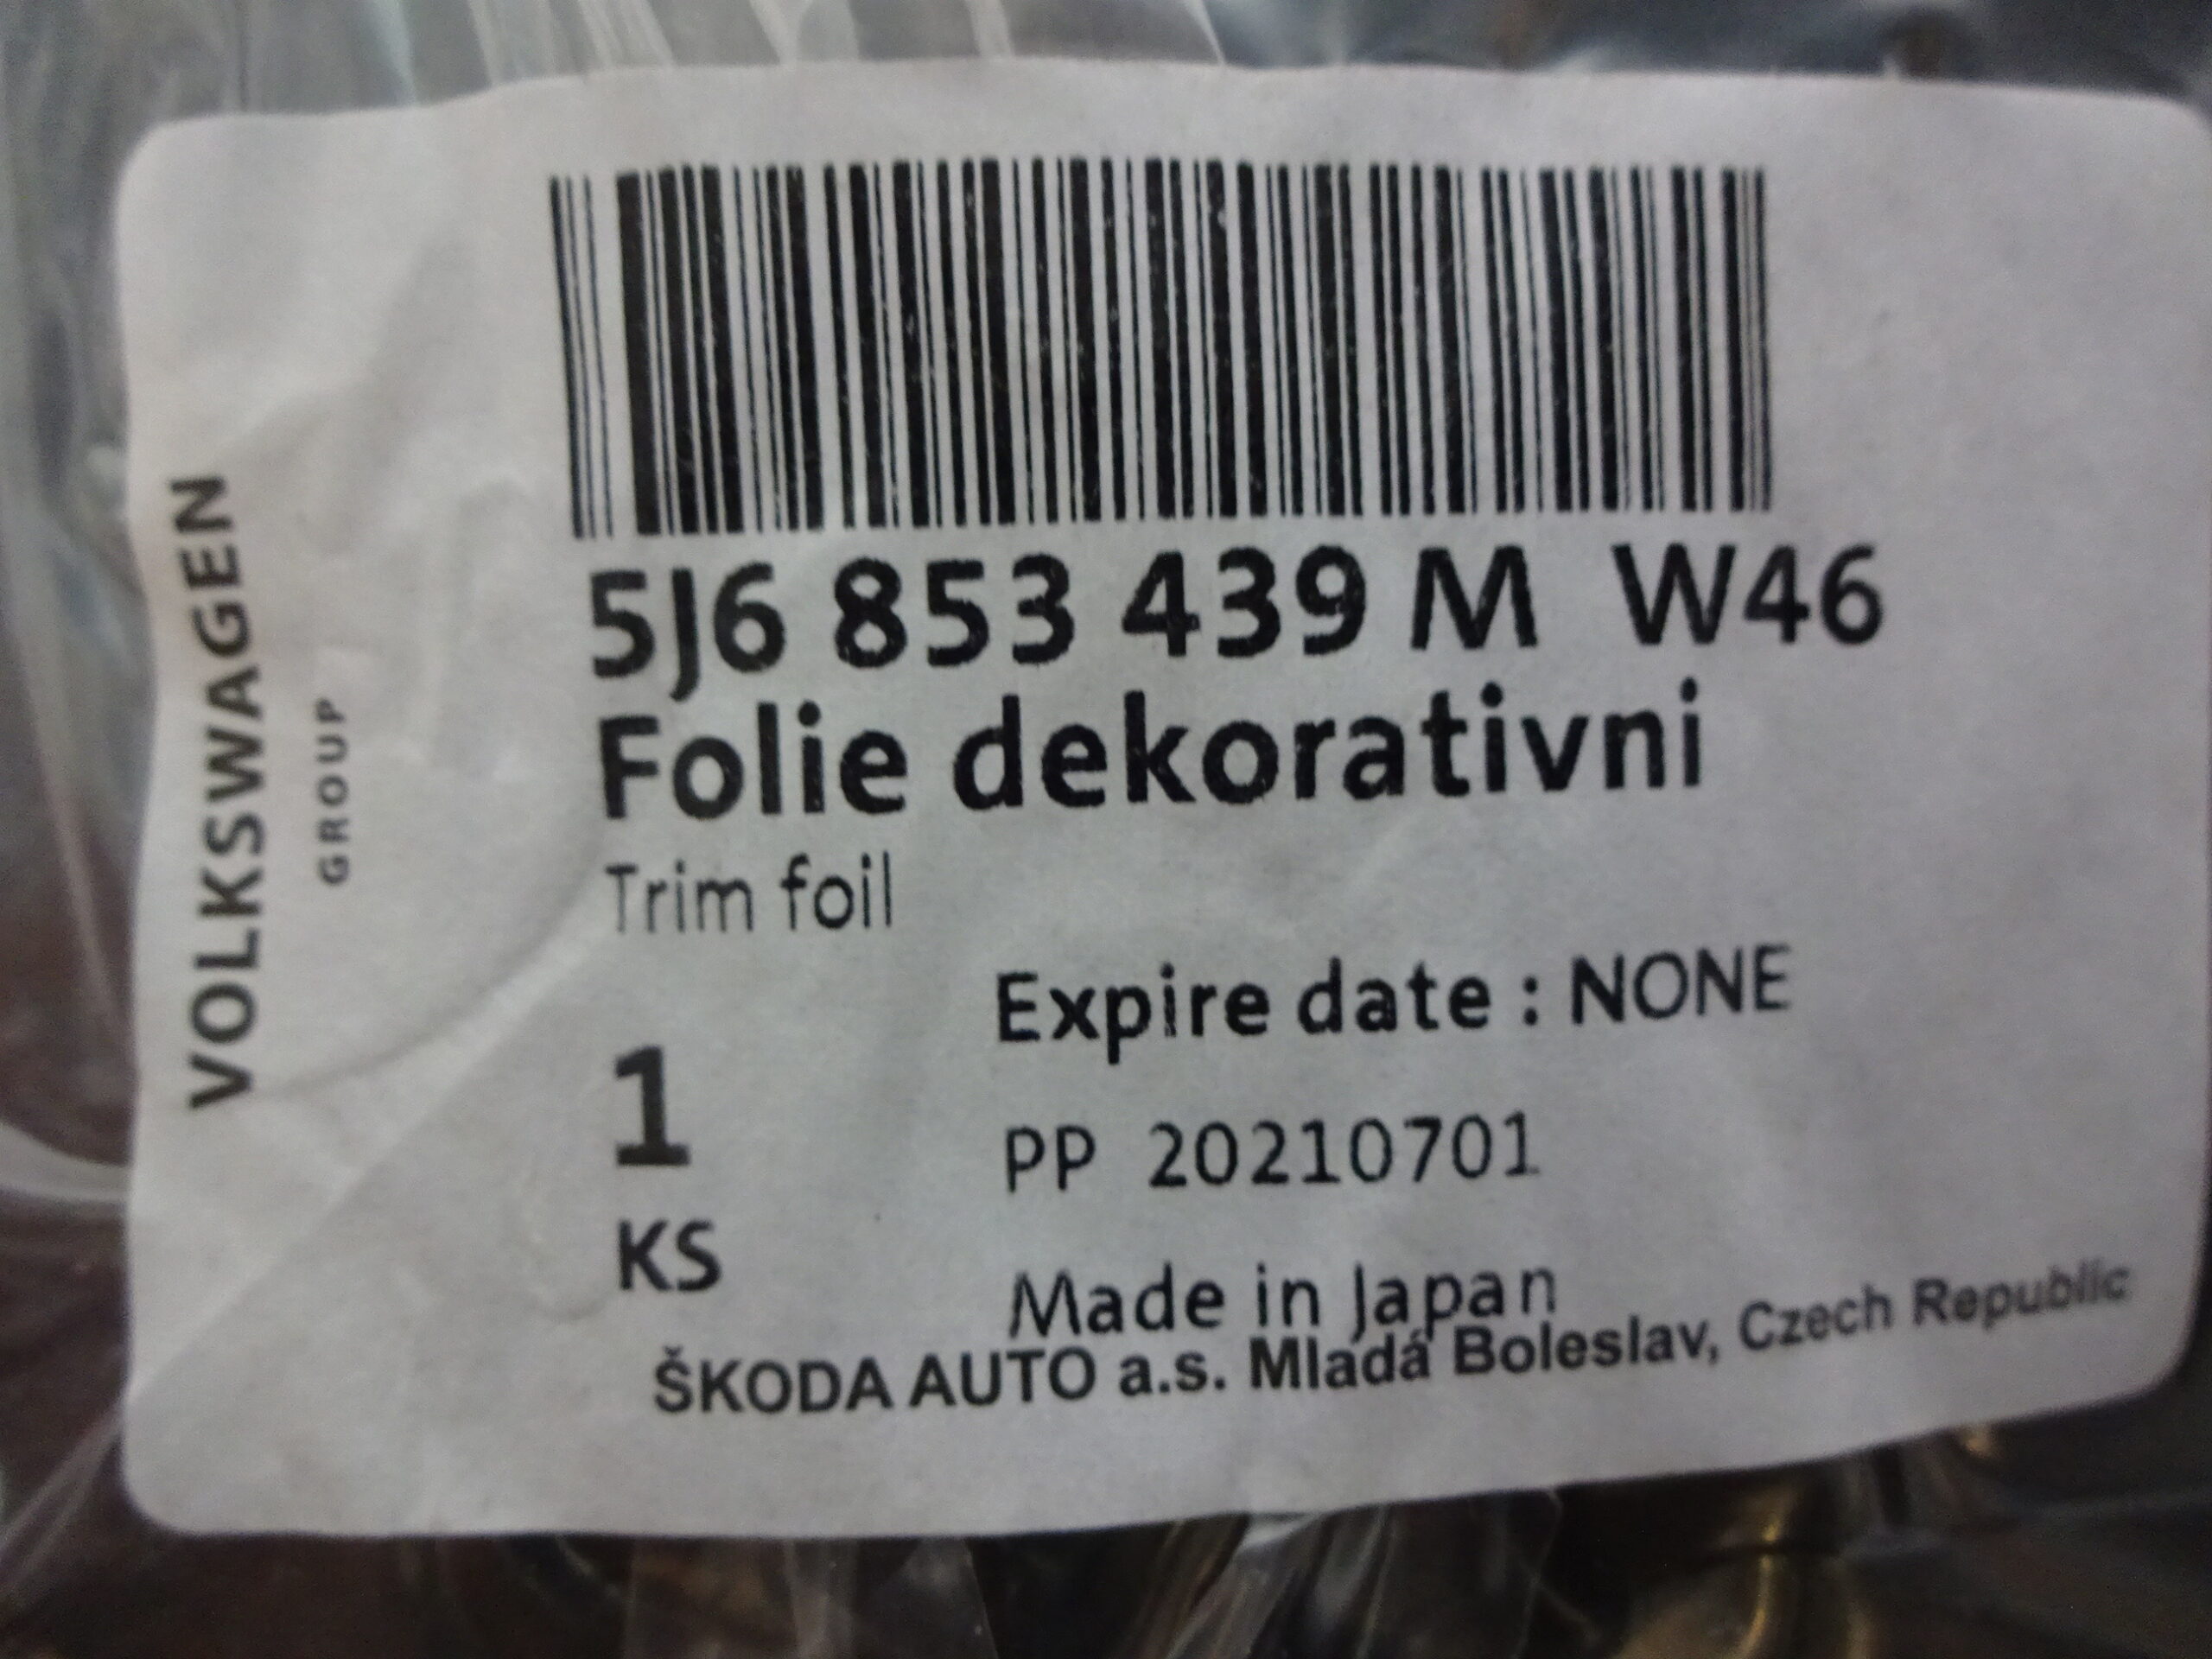 VOLKSWAGEN
GROUP
5J6 853 439 M W46
Folie dekorativni
Trim foil
Expire date : NONE
1
PP 20210701
KS
Made in Japan
ŠKODA AUTO a.s. Mladá Boleslav, Czech Republic